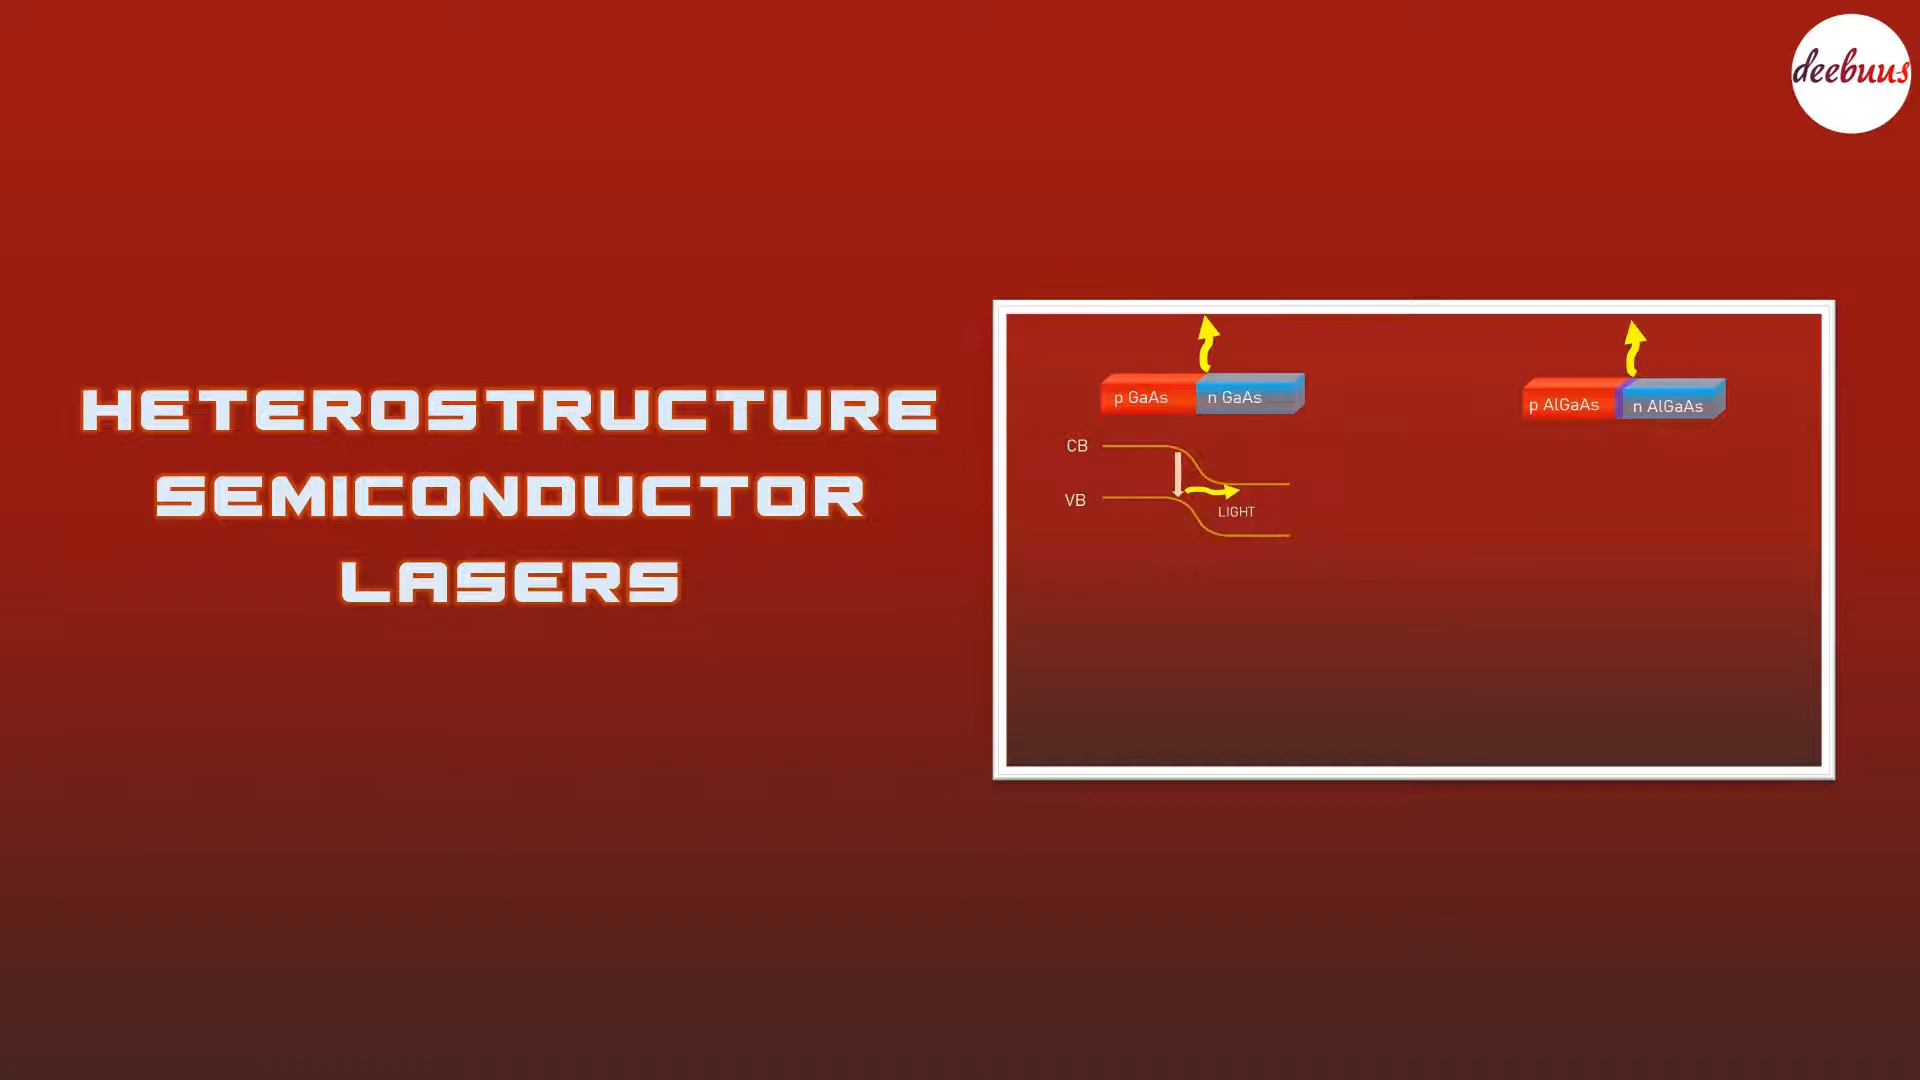 deebuus
HETEROSTRUCTURE
SEMICONDUCTOR
LASERS
p GaAs
n GaAs
p AlGaAs
n AlGaAs
CB
VB
LIGHT